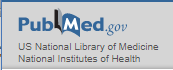 PubMed.gov
US National Library of Medicine
National Institutes of Health